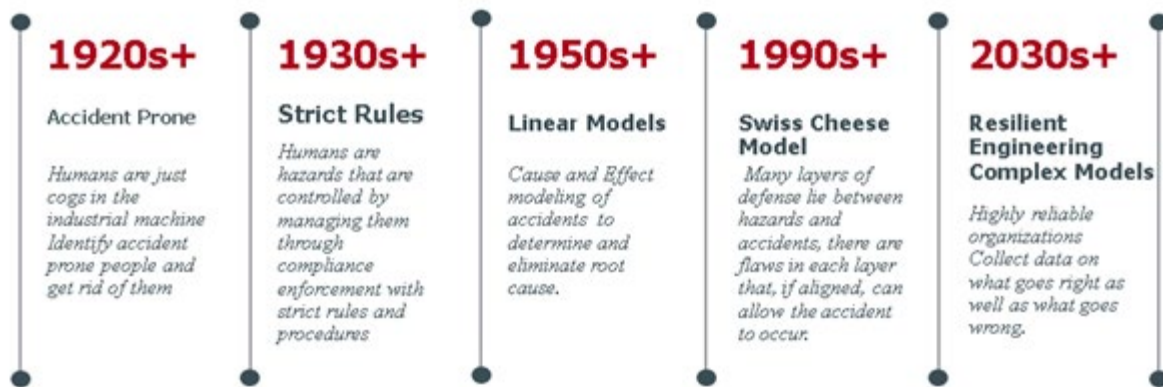 1920s+
Accident Prone
Humans are just
cogs in the
industrial machine
Identify accident
prone people and
get rid of them
1930s+
Strict Rules
Humans are
hazards that are
controlled by
managing them
through
compliance
enforcement with
strict rules and
procedures
1950s+
Linear Models
Cause and Effect
modeling of
accidents to
determine and
eliminate root
cause.
1990s+
Swiss Cheese
Model
Many layers of
defense lie between
hazards and
accidents, there are
flaws in each layer
that, if aligned, can
allow the accident
to occur.
2030s+
Resilient
Engineering
Complex Models
Highly reliable
organizations
Collect data on
what goes right as
well as what goes
wrong.